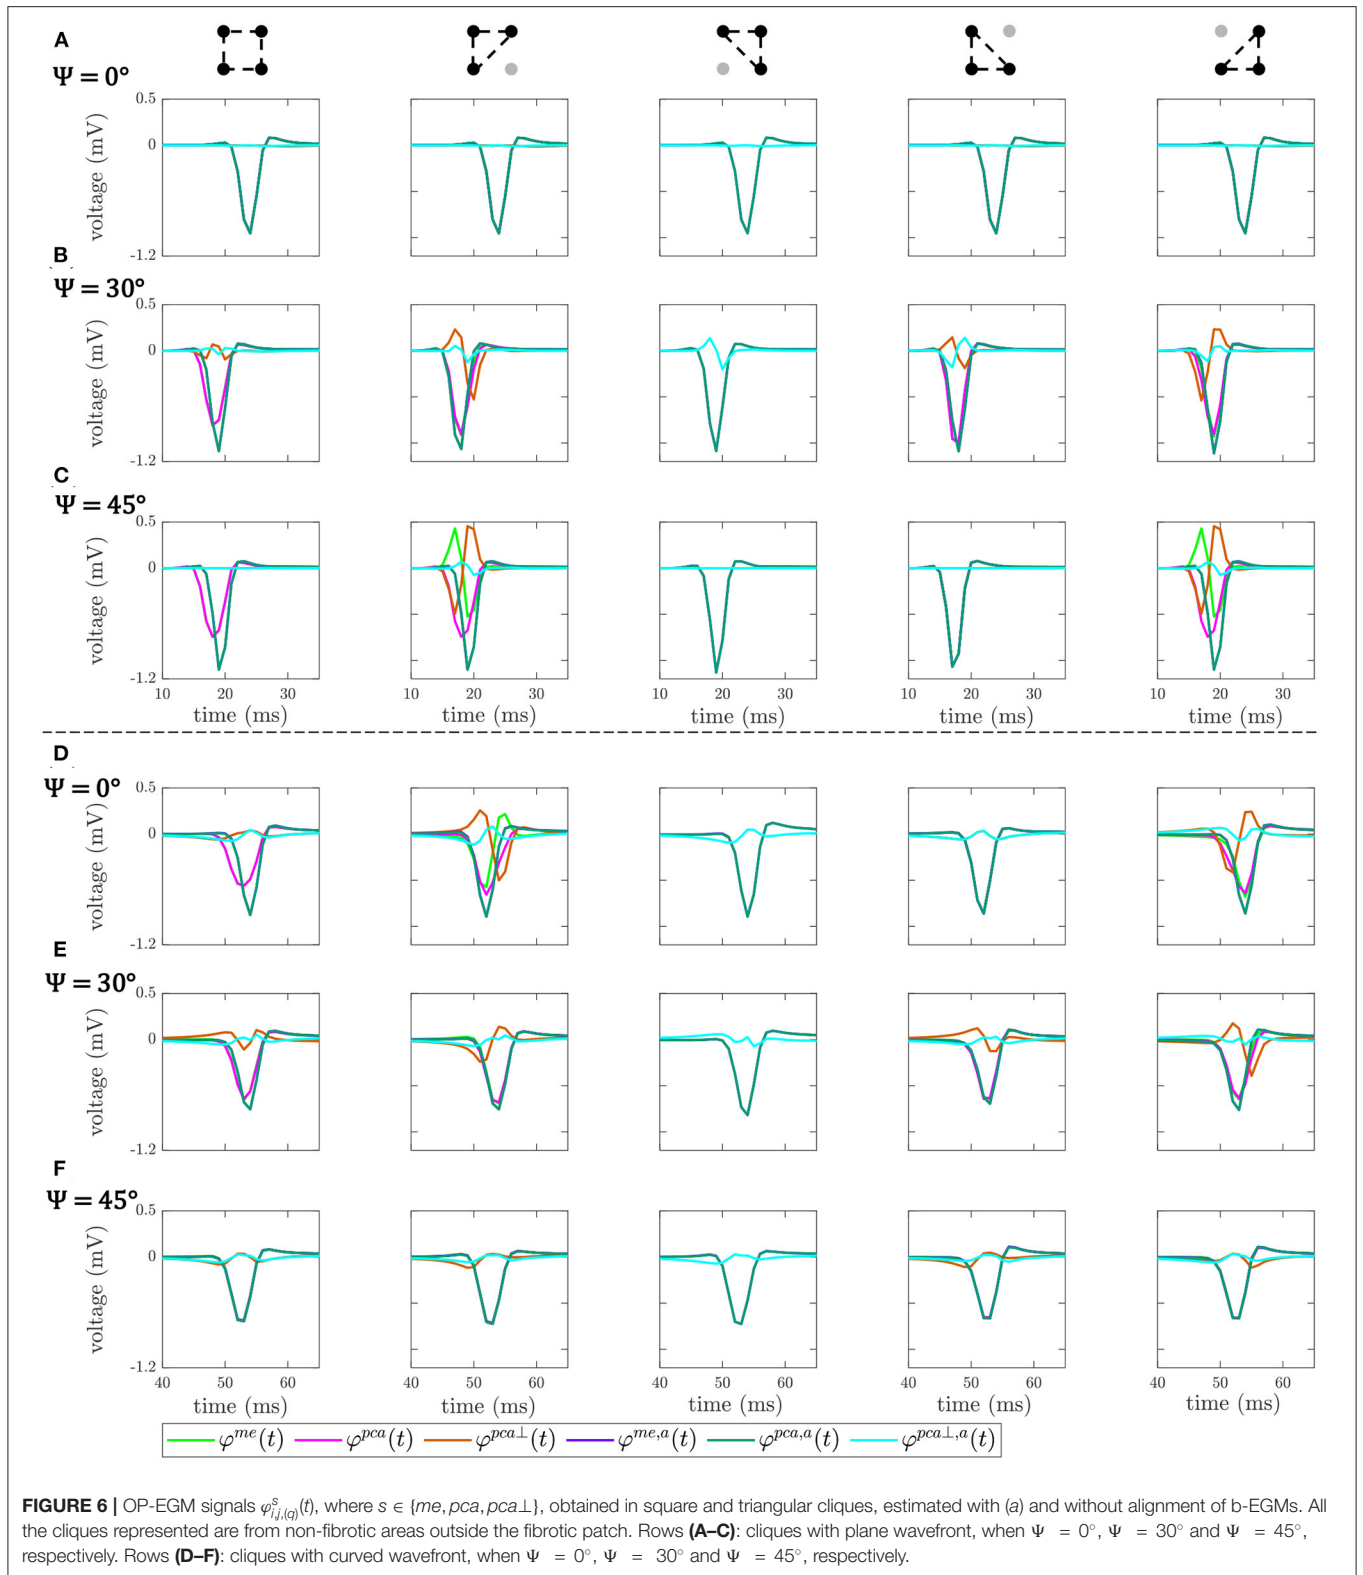 A
Ψ = 0°
0.5
0
-1.2
voltage (mV)
B
Ψ = 30°
0.5
0
-1.2
voltage (mV)
C
Ψ = 45°
0.5
0
-1.2
voltage (mV)
10 20 30 10 20 30 10 20 30 10 20 30 10 20 30
time (ms) time (ms) time (ms) time (ms) time (ms)
D
Ψ = 0°
0.5
0
-1.2
voltage (mV)
E
Ψ = 30°
0.5
0
-1.2
voltage (mV)
F
Ψ = 45°
0.5
0
-1.2
voltage (mV)
40 50 60 40 50 60 40 50 60 40 50 60 40 50 60
time (ms) time (ms) time (ms) time (ms) time (ms)
φ^me(t) φ^pca(t) φ^pca⊥(t) φ^me,a(t) φ^pca,a(t) φ^pca⊥,a(t)
FIGURE 6 | OP-EGM signals φ^s_i,j,(q)(t), where s ∈ {me, pca, pca⊥}, obtained in square and triangular cliques, estimated with (a) and without alignment of b-EGMs. All
the cliques represented are from non-fibrotic areas outside the fibrotic patch. Rows (A–C): cliques with plane wavefront, when Ψ = 0°, Ψ = 30° and Ψ = 45°,
respectively. Rows (D–F): cliques with curved wavefront, when Ψ = 0°, Ψ = 30° and Ψ = 45°, respectively.